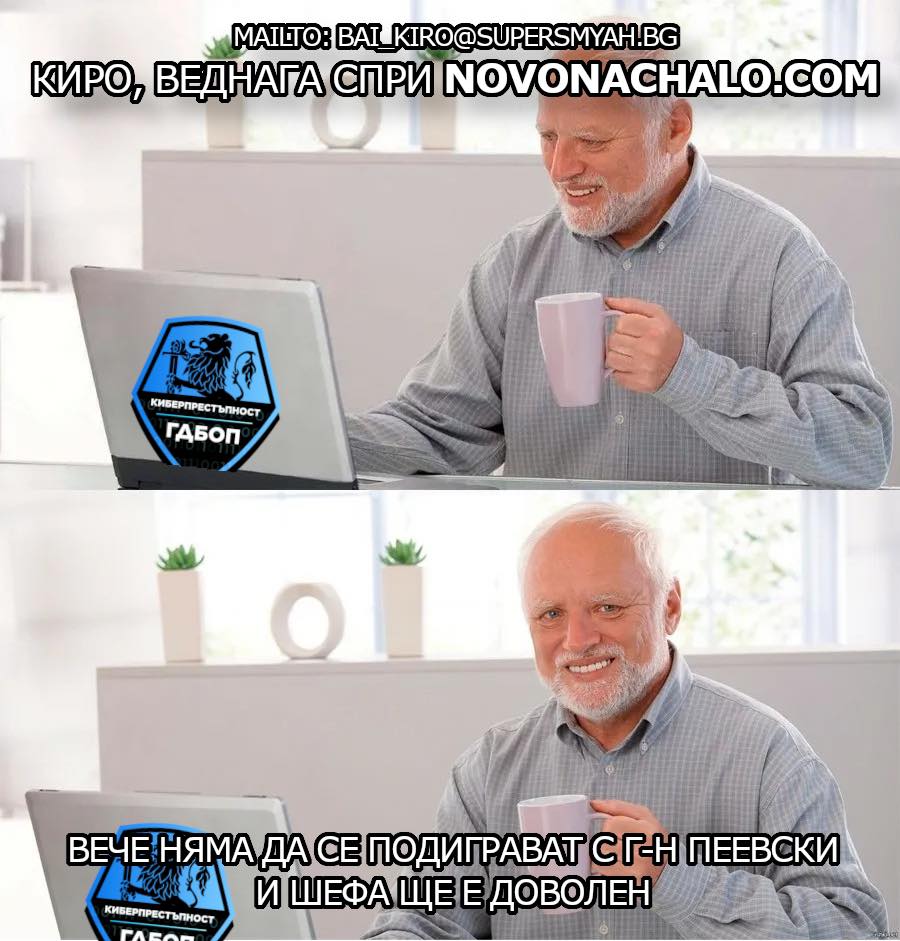 MAILTO: BAI_KIRO@SUPERSMYAH.BG
КИРО, ВЕДНАГА СПРИ NOVONACHALO.COM
КИБЕРПРЕСТЪПНОСТ
ГДБОП
ВЕЧЕ НЯМА ДА СЕ ПОДИГРАВАТ С Г-Н ПЕЕВСКИ
И ШЕФА ЩЕ Е ДОВОЛЕН
КИБЕРПРЕСТЪПНОСТ
ГДБОП